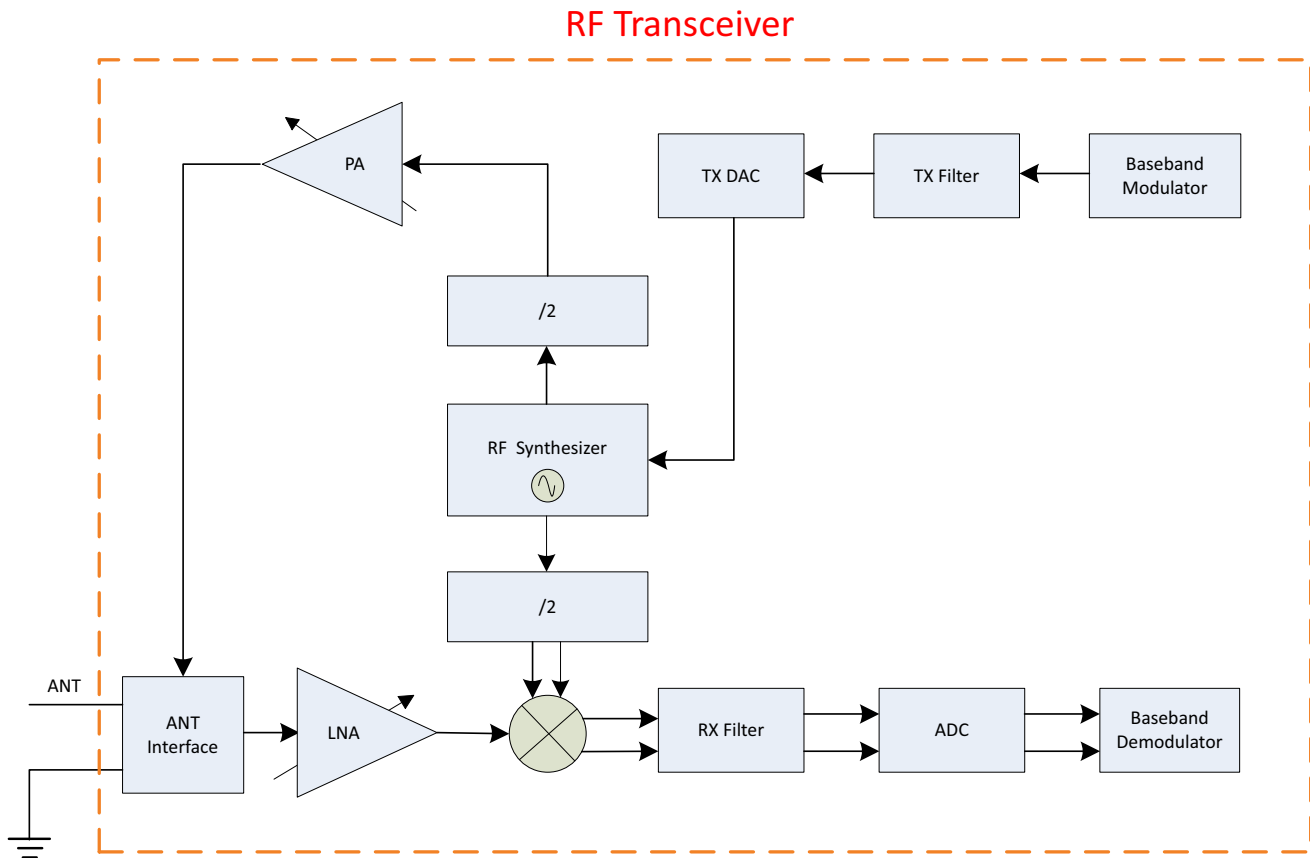 RF Transceiver
PA
TX DAC
TX Filter
Baseband
Modulator
/2
RF Synthesizer
/2
ANT
ANT
Interface
LNA
RX Filter
ADC
Baseband
Demodulator